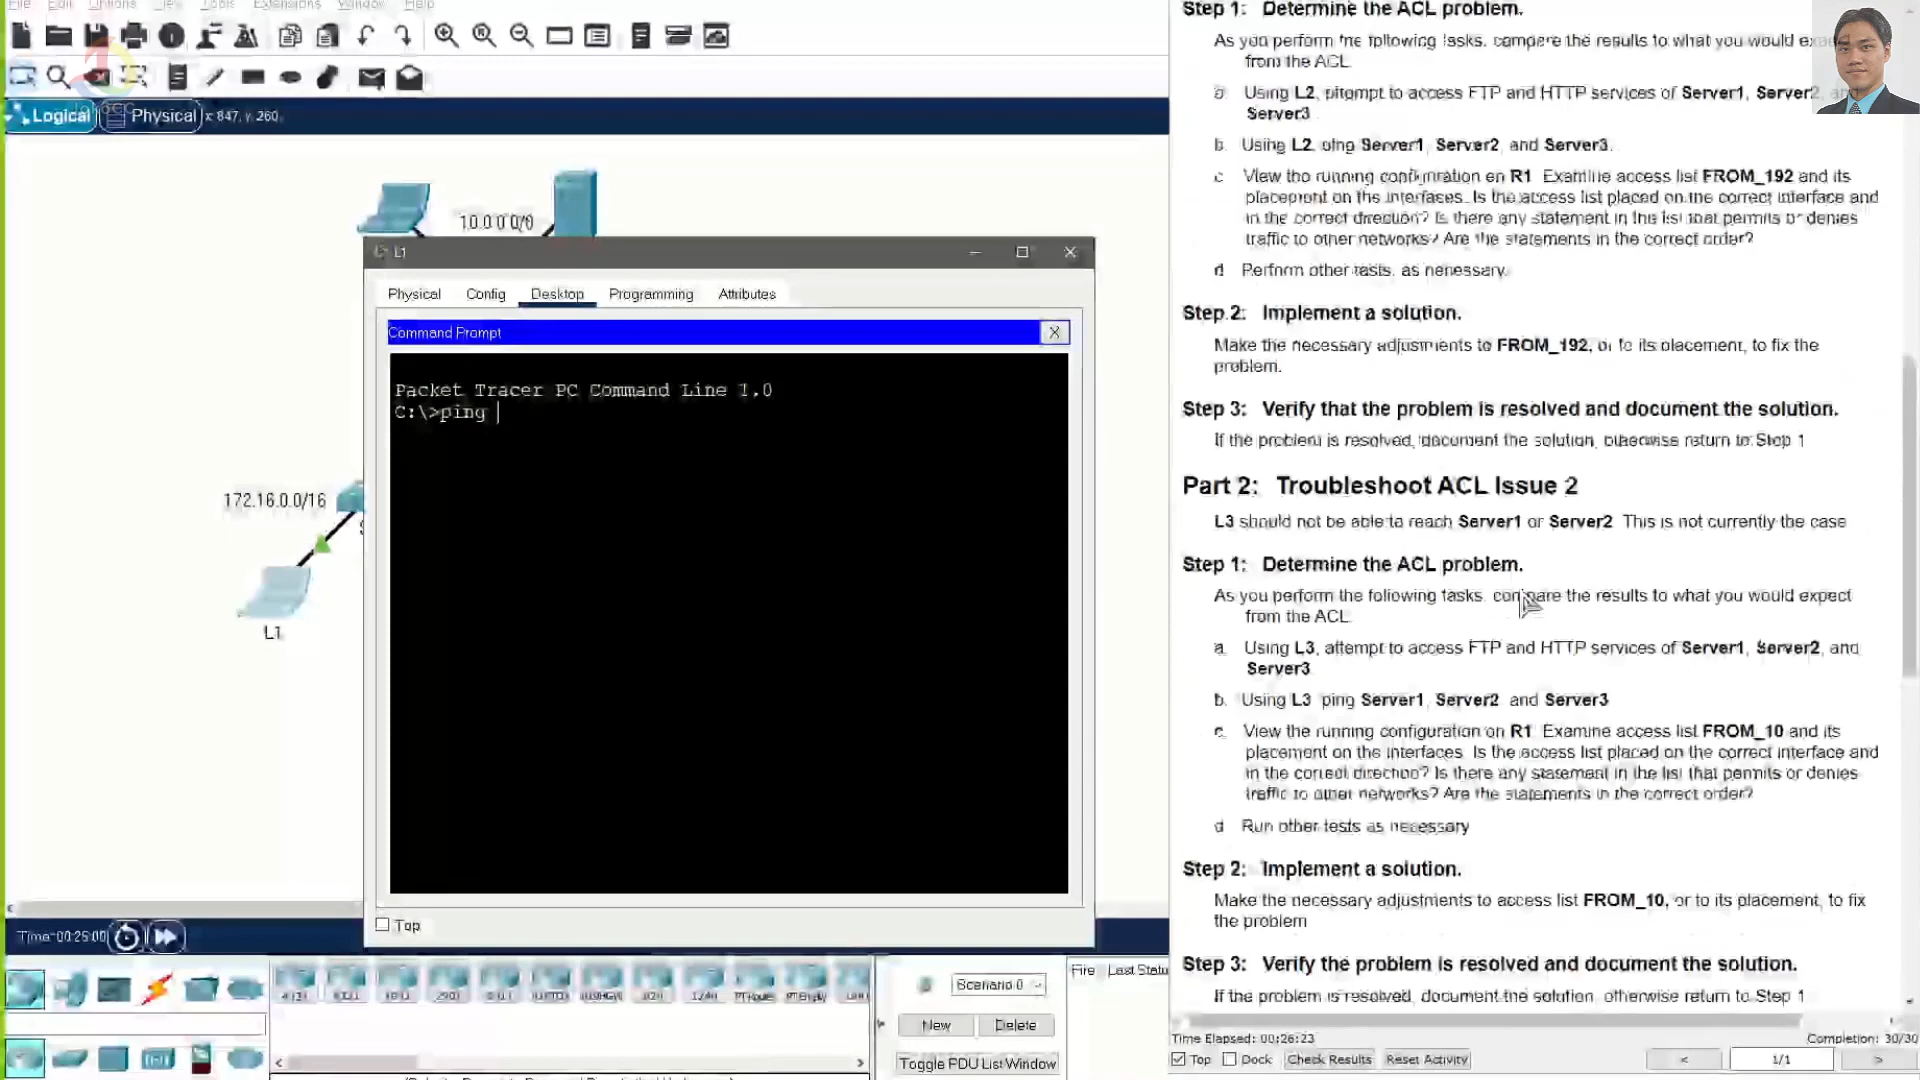 File Edit Options View Tools Extensions Window Help
Logical Physical x: 847, y: 260
10.0.0.0/8
172.16.0.0/16
L1
L1
Physical Config Desktop Programming Attributes
Command Prompt X
Packet Tracer PC Command Line 1.0
C:\>ping
Top
Time: 00:25:00
Scenario 0
New Delete
Toggle PDU List Window
Fire Last Statu
Step 1: Determine the ACL problem.
As you perform the following tasks, compare the results to what you would
from the ACL.
a. Using L2, attempt to access FTP and HTTP services of Server1, Server2, and
Server3.
b. Using L2, ping Server1, Server2, and Server3.
c. View the running configuration on R1. Examine access list FROM_192 and its
placement on the interfaces. Is the access list placed on the correct interface and
in the correct direction? Is there any statement in the list that permits or denies
traffic to other networks? Are the statements in the correct order?
d. Perform other tests, as necessary.
Step 2: Implement a solution.
Make the necessary adjustments to FROM_192, or to its placement, to fix the
problem.
Step 3: Verify that the problem is resolved and document the solution.
If the problem is resolved, document the solution, otherwise return to Step 1
Part 2: Troubleshoot ACL Issue 2
L3 should not be able to reach Server1 or Server2. This is not currently the case
Step 1: Determine the ACL problem.
As you perform the following tasks, compare the results to what you would expect
from the ACL.
a. Using L3, attempt to access FTP and HTTP services of Server1, Server2, and
Server3
b. Using L3 ping Server1, Server2 and Server3
c. View the running configuration on R1. Examine access list FROM_10 and its
placement on the interfaces. Is the access list placed on the correct interface and
in the correct direction? Is there any statement in the list that permits or denies
traffic to other networks? Are the statements in the correct order?
d. Run other tests as necessary
Step 2: Implement a solution.
Make the necessary adjustments to access list FROM_10, or to its placement, to fix
the problem
Step 3: Verify the problem is resolved and document the solution.
If the problem is resolved, document the solution, otherwise return to Step 1
Time Elapsed: 00:26:23 Completion: 30/30
Top Dock Check Results Reset Activity < 1/1 >